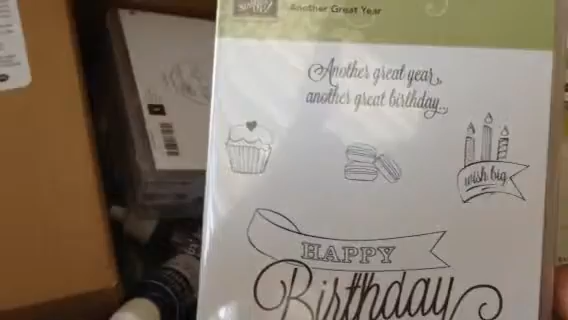 Another Great Year
Another great year,
another great birthday...
wish big
HAPPY
Birthday